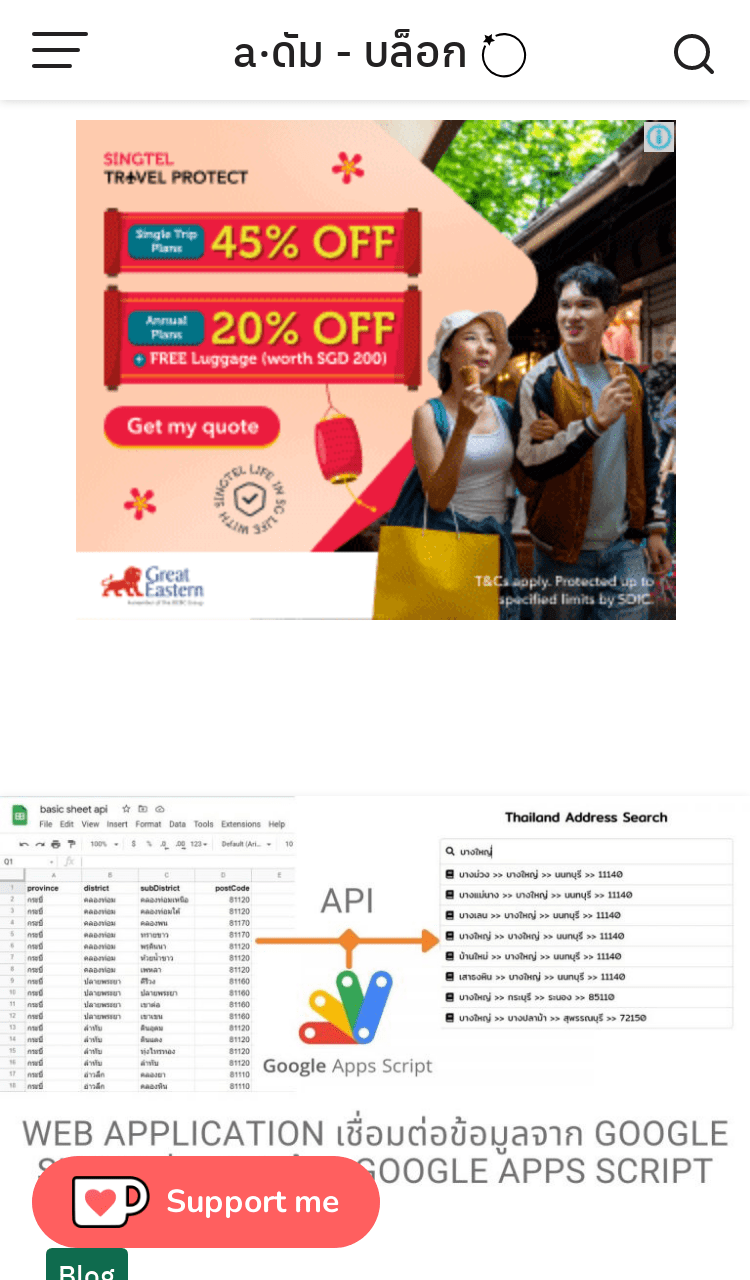 a·ดัม - บล็อก
SINGTEL
TRAVEL PROTECT
Single Trip
Plans
45% OFF
Annual
Plans
20% OFF
+ FREE Luggage (worth SGD 200)
Get my quote
SINGTEL LIFE IN SG LIFE WITH
Great
Eastern
T&Cs apply. Protected up to
specified limits by SDIC.
basic sheet api
File Edit View Insert Format Data Tools Extensions Help
100% $ % .0 .00 123 Default (Ari... 10
Q1 fx
A B C D E
1 province district subDistrict postCode
2 กระบี่ คลองท่อม คลองท่อมเหนือ 81120
3 กระบี่ คลองท่อม คลองท่อมใต้ 81120
4 กระบี่ คลองท่อม คลองพน 81170
5 กระบี่ คลองท่อม ทรายขาว 81170
6 กระบี่ คลองท่อม พรุดินนา 81120
7 กระบี่ คลองท่อม ห้วยน้ำขาว 81120
8 กระบี่ คลองท่อม เพหลา 81120
9 กระบี่ ปลายพระยา คีรีวง 81160
10 กระบี่ ปลายพระยา ปลายพระยา 81160
11 กระบี่ ปลายพระยา เขาต่อ 81160
12 กระบี่ ปลายพระยา เขาเขน 81160
13 กระบี่ ลำทับ ดินอุดม 81120
14 กระบี่ ลำทับ ดินแดง 81120
15 กระบี่ ลำทับ ทุ่งไทรทอง 81120
16 กระบี่ ลำทับ ลำทับ 81120
17 กระบี่ อ่าวลึก คลองยา 81110
18 กระบี่ อ่าวลึก คลองหิน 81110
API
Google Apps Script
Thailand Address Search
บางใหญ่
บางม่วง >> บางใหญ่ >> นนทบุรี >> 11140
บางแม่นาง >> บางใหญ่ >> นนทบุรี >> 11140
บางเลน >> บางใหญ่ >> นนทบุรี >> 11140
บางใหญ่ >> บางใหญ่ >> นนทบุรี >> 11140
บ้านใหม่ >> บางใหญ่ >> นนทบุรี >> 11140
เสาธงหิน >> บางใหญ่ >> นนทบุรี >> 11140
บางใหญ่ >> กระบุรี >> ระนอง >> 85110
บางใหญ่ >> บางปลาม้า >> สุพรรณบุรี >> 72150
WEB APPLICATION เชื่อมต่อข้อมูลจาก GOOGLE
GOOGLE APPS SCRIPT
Support me
Blog